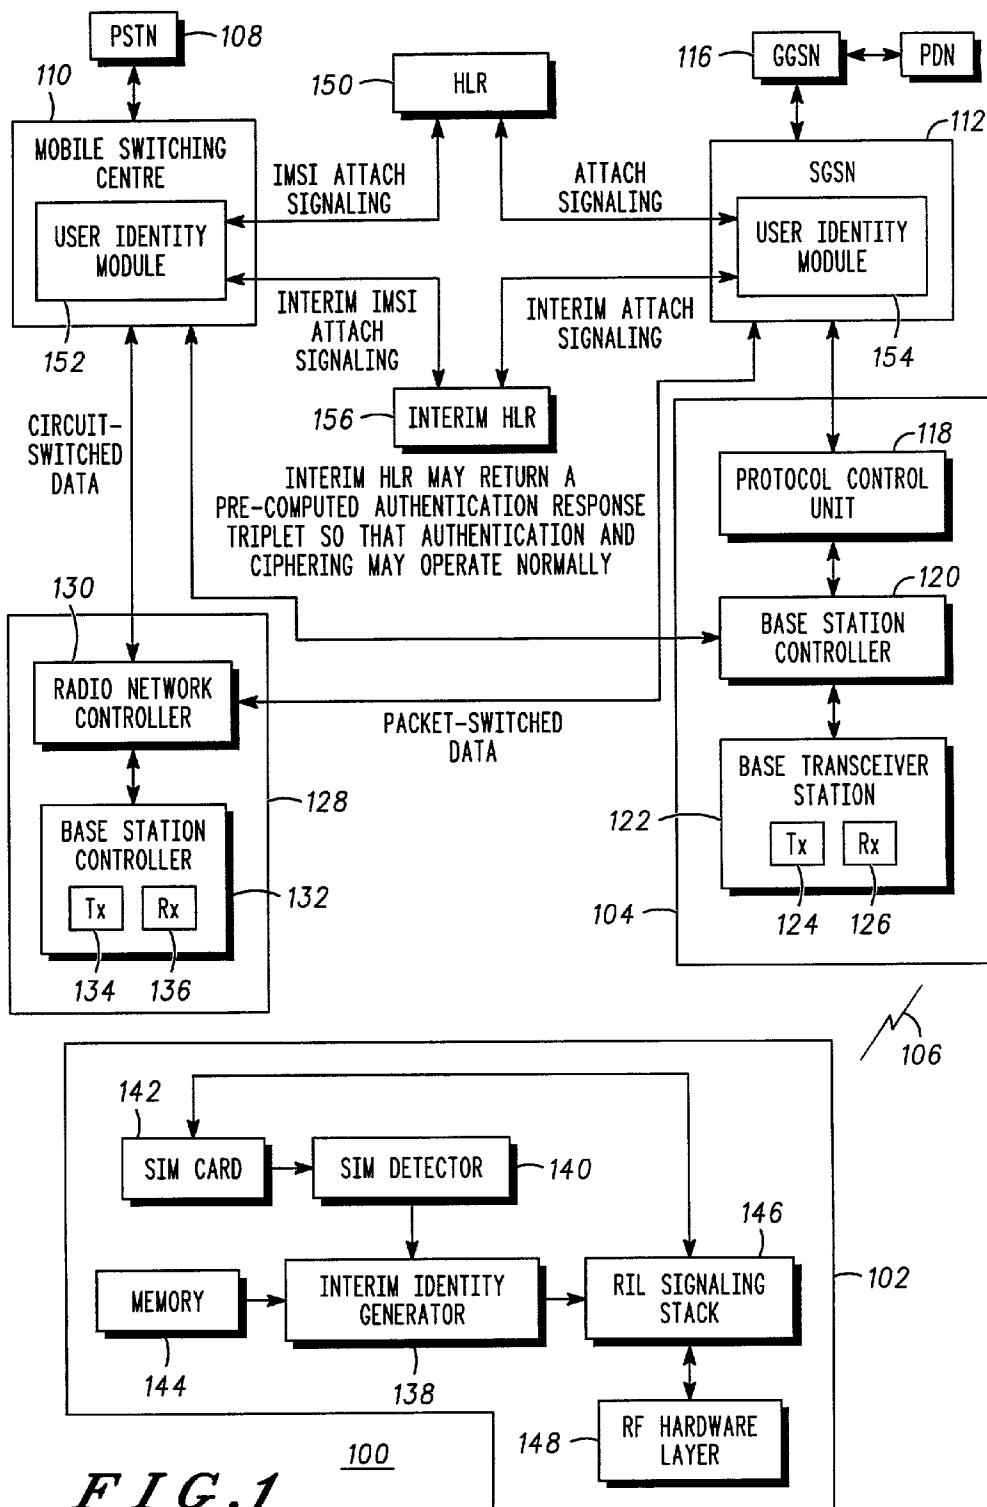 PSTN
108
110
MOBILE SWITCHING
CENTRE
USER IDENTITY
MODULE
152
150
HLR
116
GGSN
PDN
112
SGSN
USER IDENTITY
MODULE
154
IMSI ATTACH
SIGNALING
ATTACH
SIGNALING
INTERIM IMSI
ATTACH
SIGNALING
INTERIM ATTACH
SIGNALING
156
INTERIM HLR
INTERIM HLR MAY RETURN A
PRE-COMPUTED AUTHENTICATION RESPONSE
TRIPLET SO THAT AUTHENTICATION AND
CIPHERING MAY OPERATE NORMALLY
CIRCUIT-
SWITCHED
DATA
118
PROTOCOL CONTROL
UNIT
120
BASE STATION
CONTROLLER
130
RADIO NETWORK
CONTROLLER
PACKET-SWITCHED
DATA
BASE TRANSCEIVER
STATION
122
Tx
Rx
124
126
104
128
BASE STATION
CONTROLLER
132
Tx
Rx
134
136
106
142
SIM CARD
SIM DETECTOR
140
146
MEMORY
144
INTERIM IDENTITY
GENERATOR
138
RIL SIGNALING
STACK
102
148
RF HARDWARE
LAYER
100
FIG.1